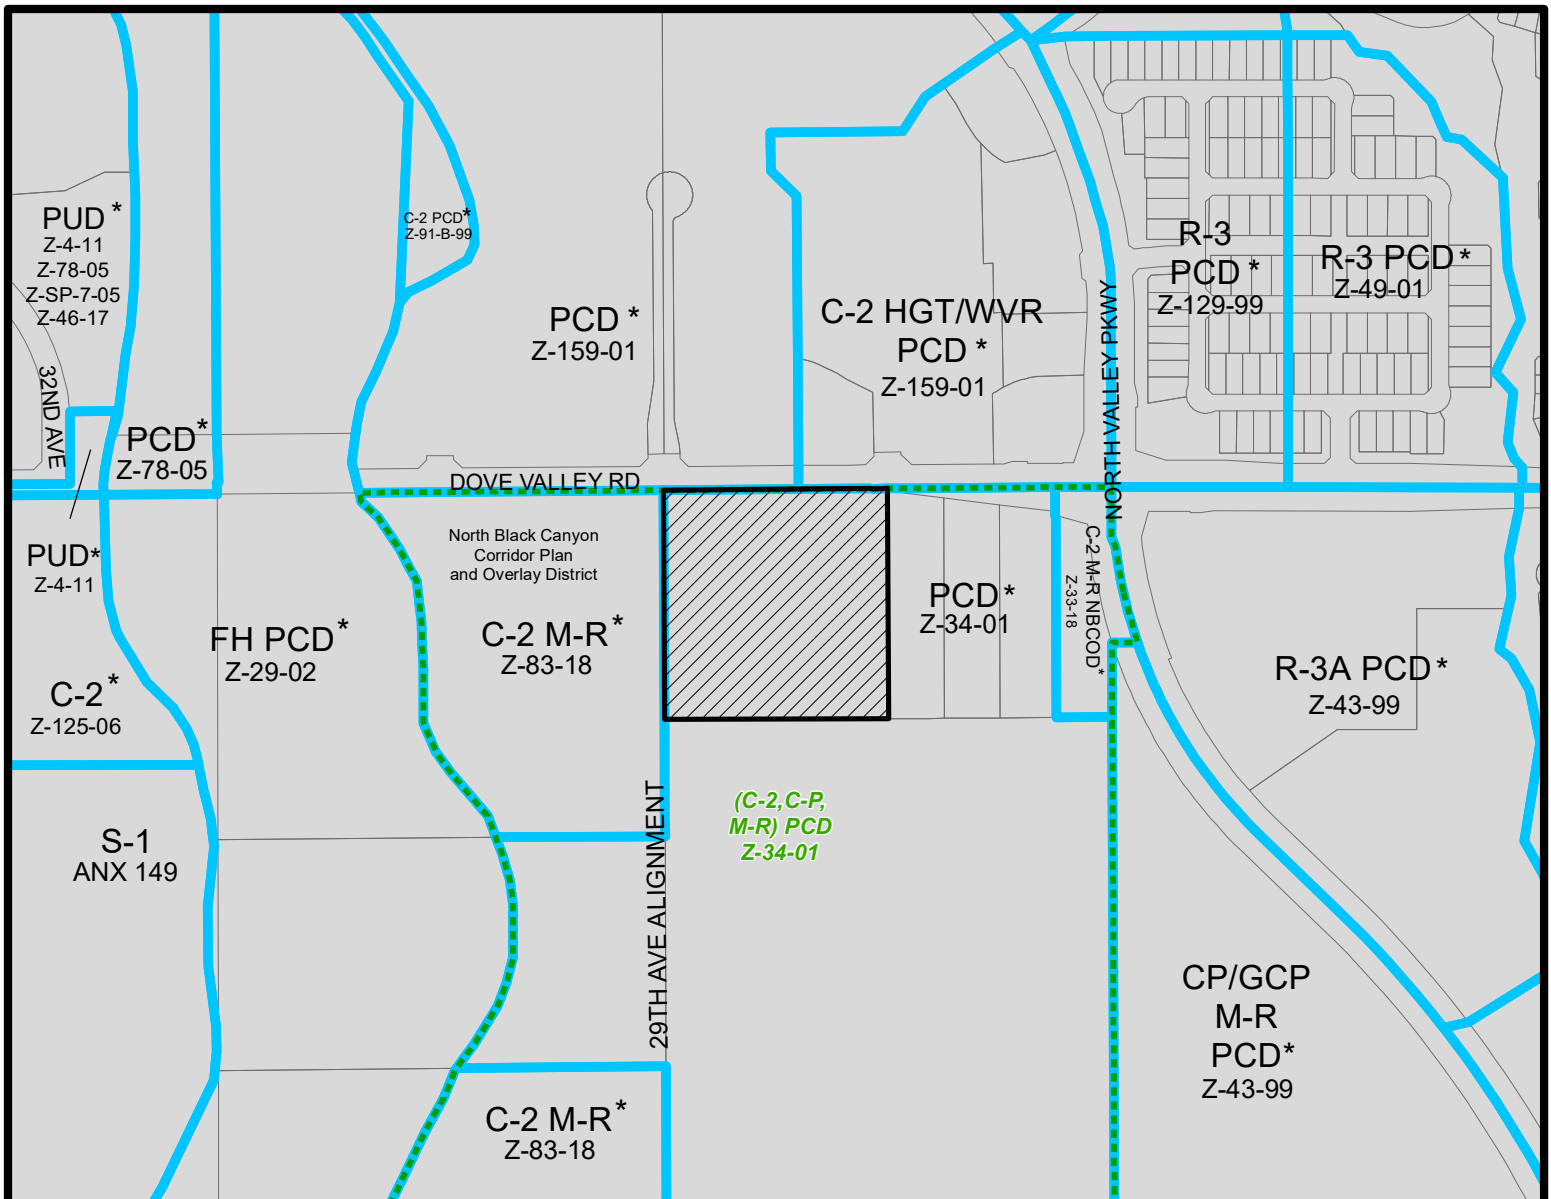 PUD *
Z-4-11
Z-78-05
Z-SP-7-05
Z-46-17
C-2 PCD*
Z-91-B-99
PCD *
Z-159-01
C-2 HGT/WVR
PCD *
Z-159-01
R-3
PCD *
Z-129-99
R-3 PCD *
Z-49-01
32ND AVE
PCD*
Z-78-05
NORTH VALLEY PKWY
DOVE VALLEY RD
North Black Canyon
Corridor Plan
and Overlay District
PUD*
Z-4-11
FH PCD*
Z-29-02
C-2 M-R*
Z-83-18
PCD*
Z-34-01
C-2 M-R NBCOD*
Z-33-18
R-3A PCD*
Z-43-99
C-2*
Z-125-06
S-1
ANX 149
29TH AVE ALIGNMENT
(C-2,C-P,
M-R) PCD
Z-34-01
CP/GCP
M-R
PCD*
Z-43-99
C-2 M-R*
Z-83-18